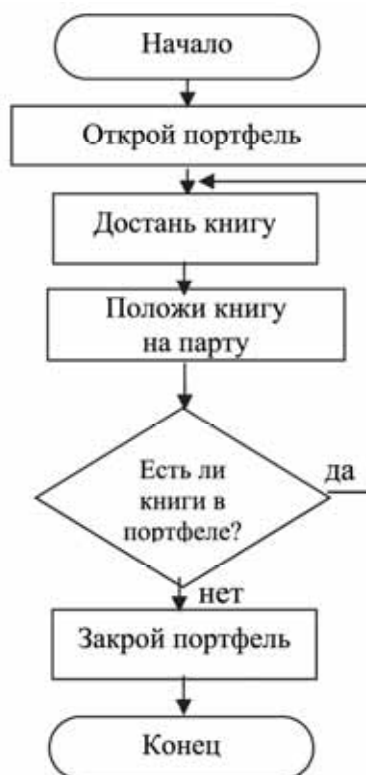 Начало
Открой портфель
Достань книгу
Положи книгу
на парту
Есть ли
книги в
портфеле?
да
нет
Закрой портфель
Конец